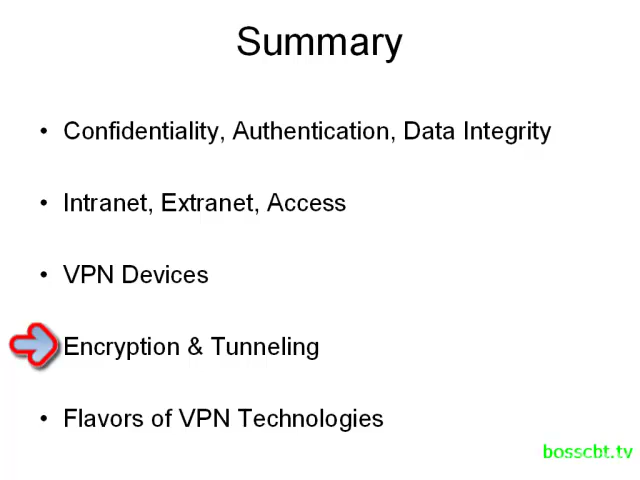 Summary
• Confidentiality, Authentication, Data Integrity
• Intranet, Extranet, Access
• VPN Devices
Encryption & Tunneling
• Flavors of VPN Technologies
bosscbt.tv